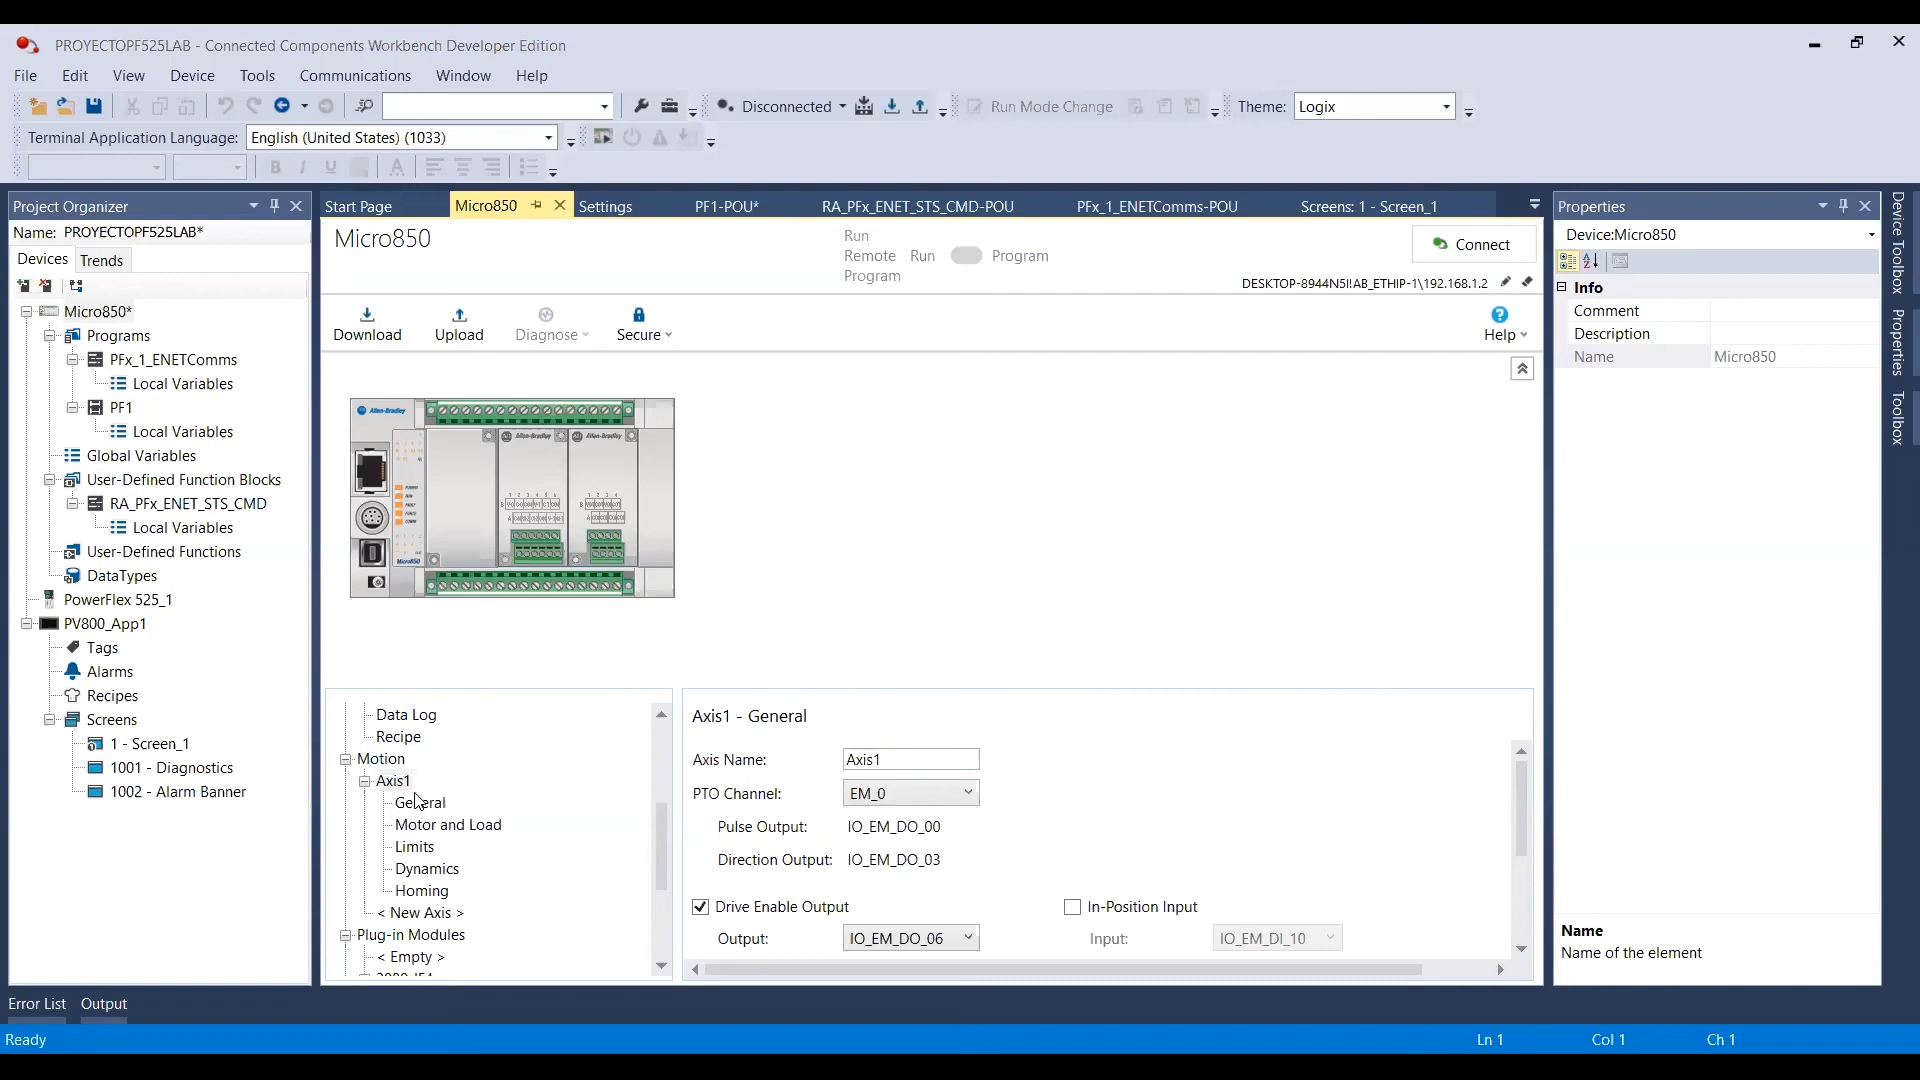 PROYECTOPF525LAB - Connected Components Workbench Developer Edition
File Edit View Device Tools Communications Window Help
Disconnected Run Mode Change Theme: Logix
Terminal Application Language: English (United States) (1033)
B I U A
Project Organizer
Name: PROYECTOPF525LAB*
Devices Trends
Micro850*
Programs
PFx_1_ENETComms
Local Variables
PF1
Local Variables
Global Variables
User-Defined Function Blocks
RA_PFx_ENET_STS_CMD
Local Variables
User-Defined Functions
DataTypes
PowerFlex 525_1
PV800_App1
Tags
Alarms
Recipes
Screens
1 - Screen_1
1001 - Diagnostics
1002 - Alarm Banner
Start Page Micro850 Settings PF1-POU* RA_PFx_ENET_STS_CMD-POU PFx_1_ENETComms-POU Screens: 1 - Screen_1
Micro850
Run
Remote Run Program
Program
Connect
DESKTOP-8944N5I!AB_ETHIP-1\192.168.1.2
Download Upload Diagnose Secure Help
Allen-Bradley
Allen-Bradley Allen-Bradley
Micro850
Data Log
Recipe
Motion
Axis1
General
Motor and Load
Limits
Dynamics
Homing
< New Axis >
Plug-in Modules
< Empty >
Axis1 - General
Axis Name: Axis1
PTO Channel: EM_0
Pulse Output: IO_EM_DO_00
Direction Output: IO_EM_DO_03
Drive Enable Output In-Position Input
Output: IO_EM_DO_06 Input: IO_EM_DI_10
Properties
Device:Micro850
Info
Comment
Description
Name Micro850
Name
Name of the element
Device Toolbox
Properties
Toolbox
Error List Output
Ready Ln 1 Col 1 Ch 1